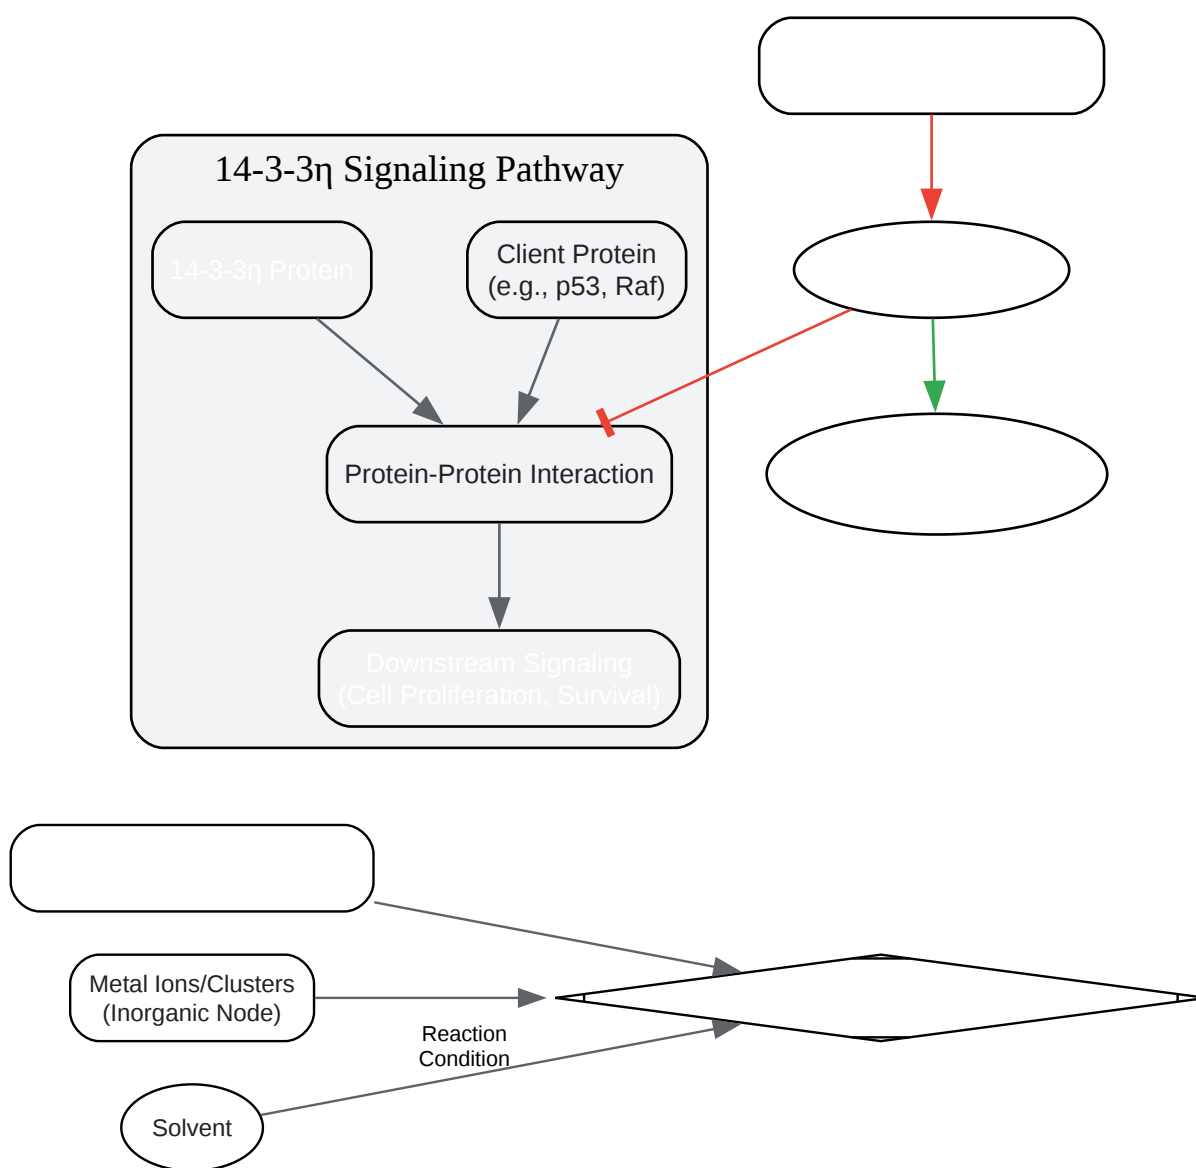 14-3-3η Signaling Pathway
14-3-3η Protein
Client Protein
(e.g., p53, Raf)
Protein-Protein Interaction
Downstream Signaling
(Cell Proliferation, Survival)
Metal Ions/Clusters
(Inorganic Node)
Reaction
Condition
Solvent